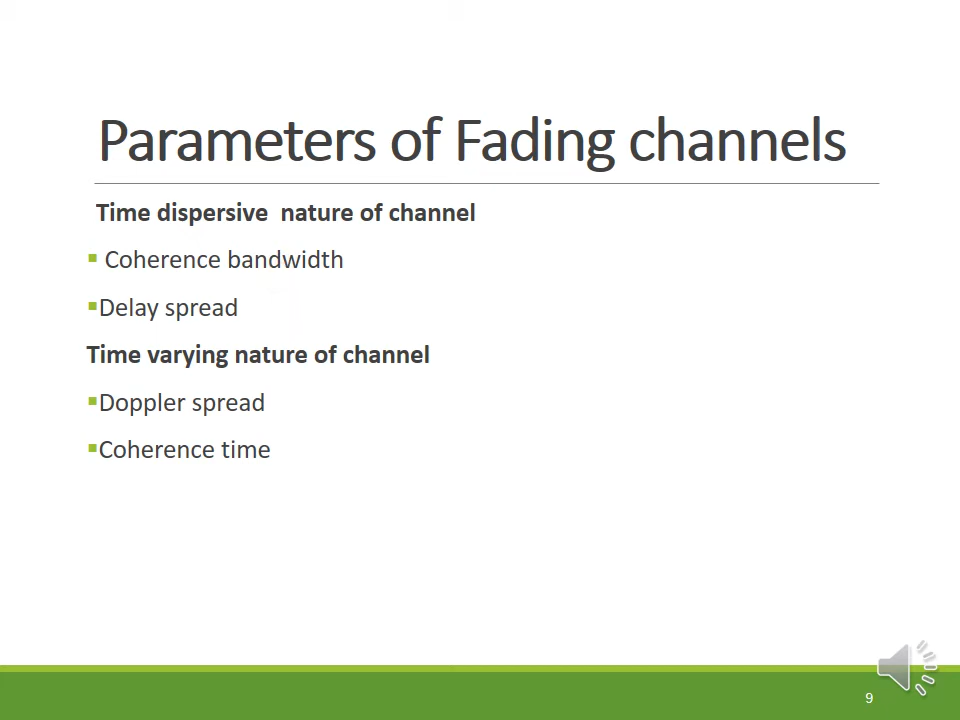 Parameters of Fading channels
Time dispersive nature of channel
▪ Coherence bandwidth
▪Delay spread
Time varying nature of channel
▪Doppler spread
▪Coherence time
9